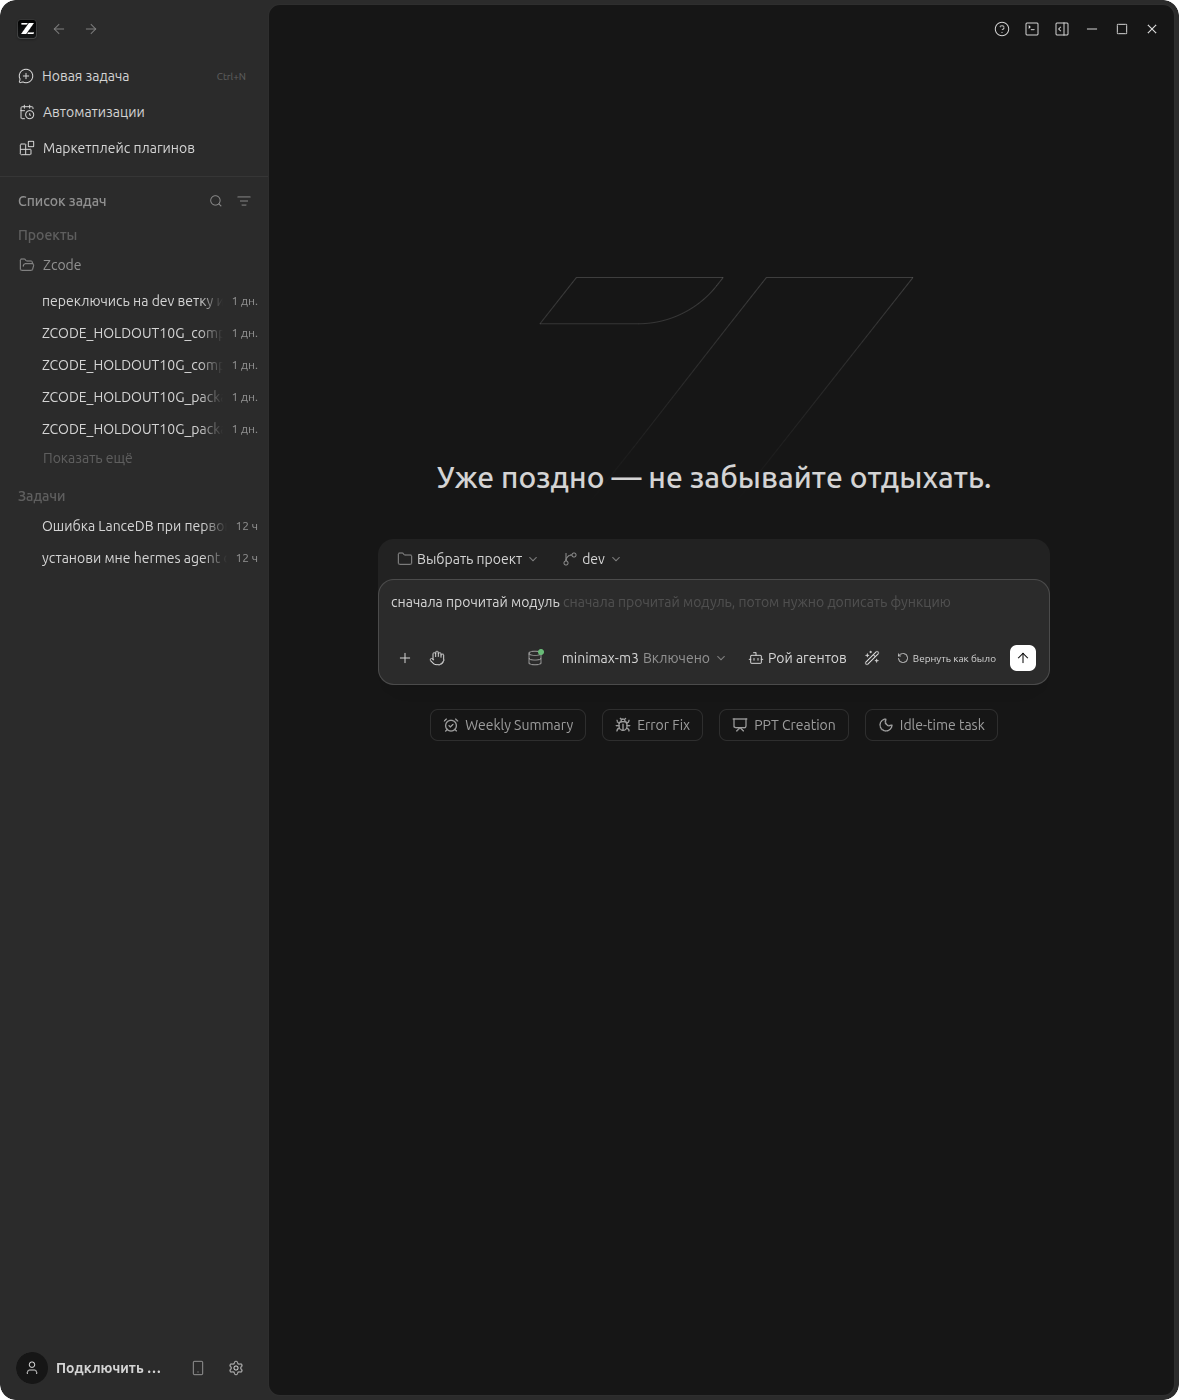 Новая задача Ctrl+N
Автоматизации
Маркетплейс плагинов
Список задач
Проекты
Zcode
переключись на dev ветку 1 дн.
ZCODE_HOLDOUT10G_com 1 дн.
ZCODE_HOLDOUT10G_com 1 дн.
ZCODE_HOLDOUT10G_pack 1 дн.
ZCODE_HOLDOUT10G_pack 1 дн.
Показать ещё
Задачи
Ошибка LanceDB при перво 12 ч
установи мне hermes agent 12 ч
Подключить ...
Уже поздно — не забывайте отдыхать.
Выбрать проект dev
сначала прочитай модуль сначала прочитай модуль, потом нужно дописать функцию
minimax-m3 Включено Рой агентов Вернуть как было
Weekly Summary Error Fix PPT Creation Idle-time task